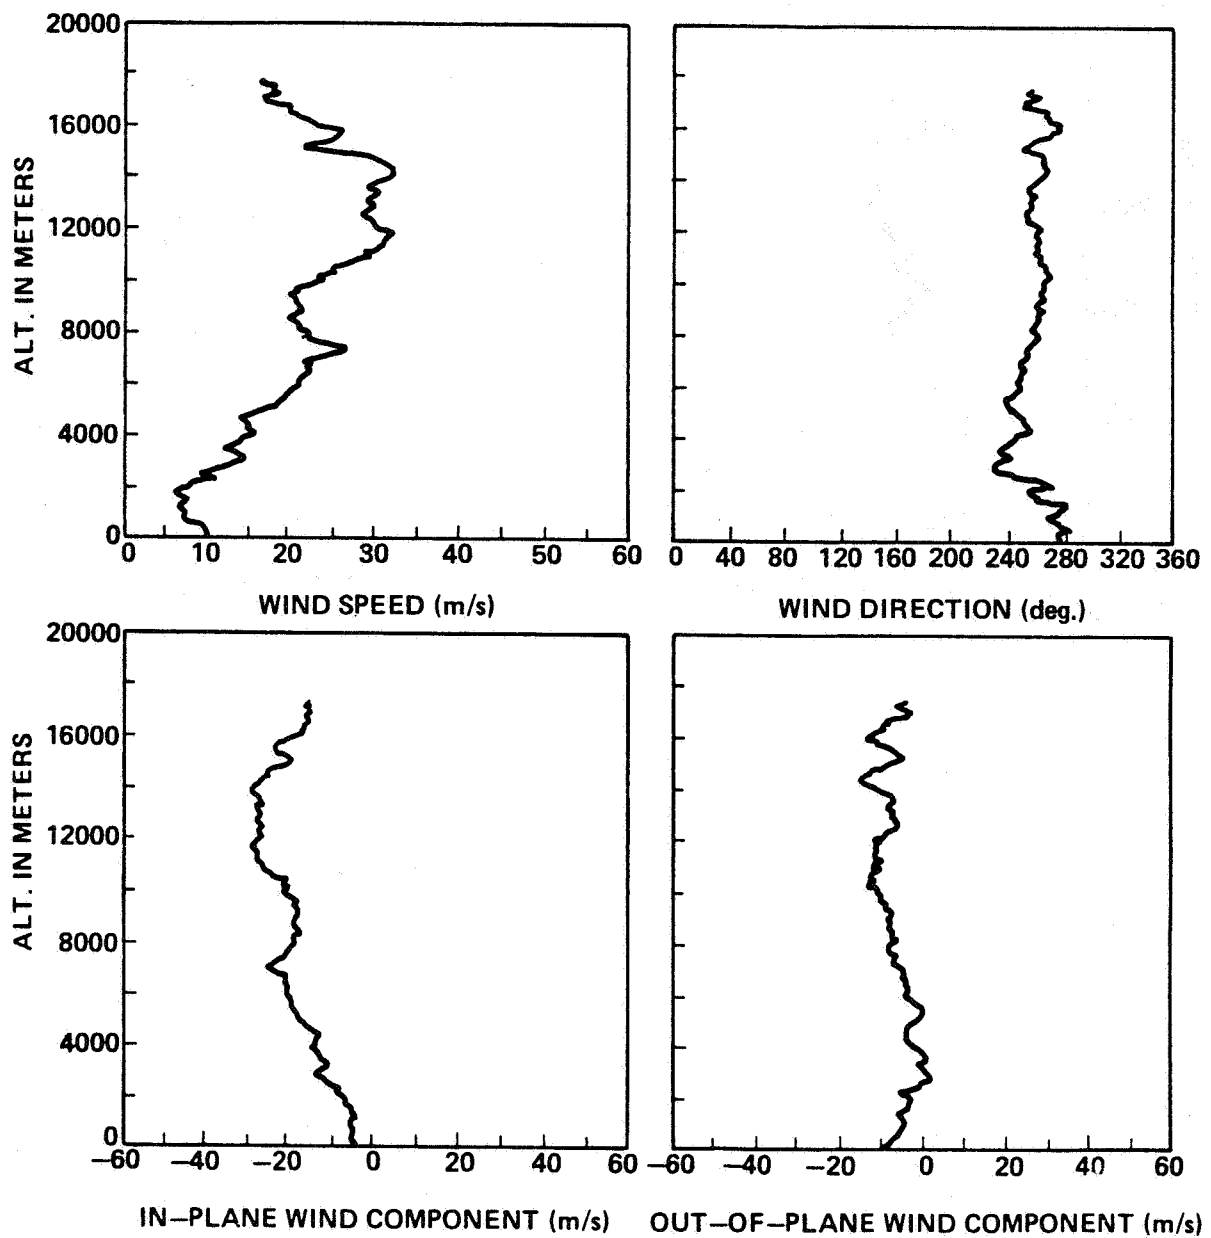 20000
16000
12000
8000
4000
0
ALT. IN METERS
0 10 20 30 40 50 60
WIND SPEED (m/s)
0 40 80 120 160 200 240 280 320 360
WIND DIRECTION (deg.)
20000
16000
12000
8000
4000
0
ALT. IN METERS
−60 −40 −20 0 20 40 60
IN−PLANE WIND COMPONENT (m/s)
−60 −40 −20 0 20 40 60
OUT−OF−PLANE WIND COMPONENT (m/s)